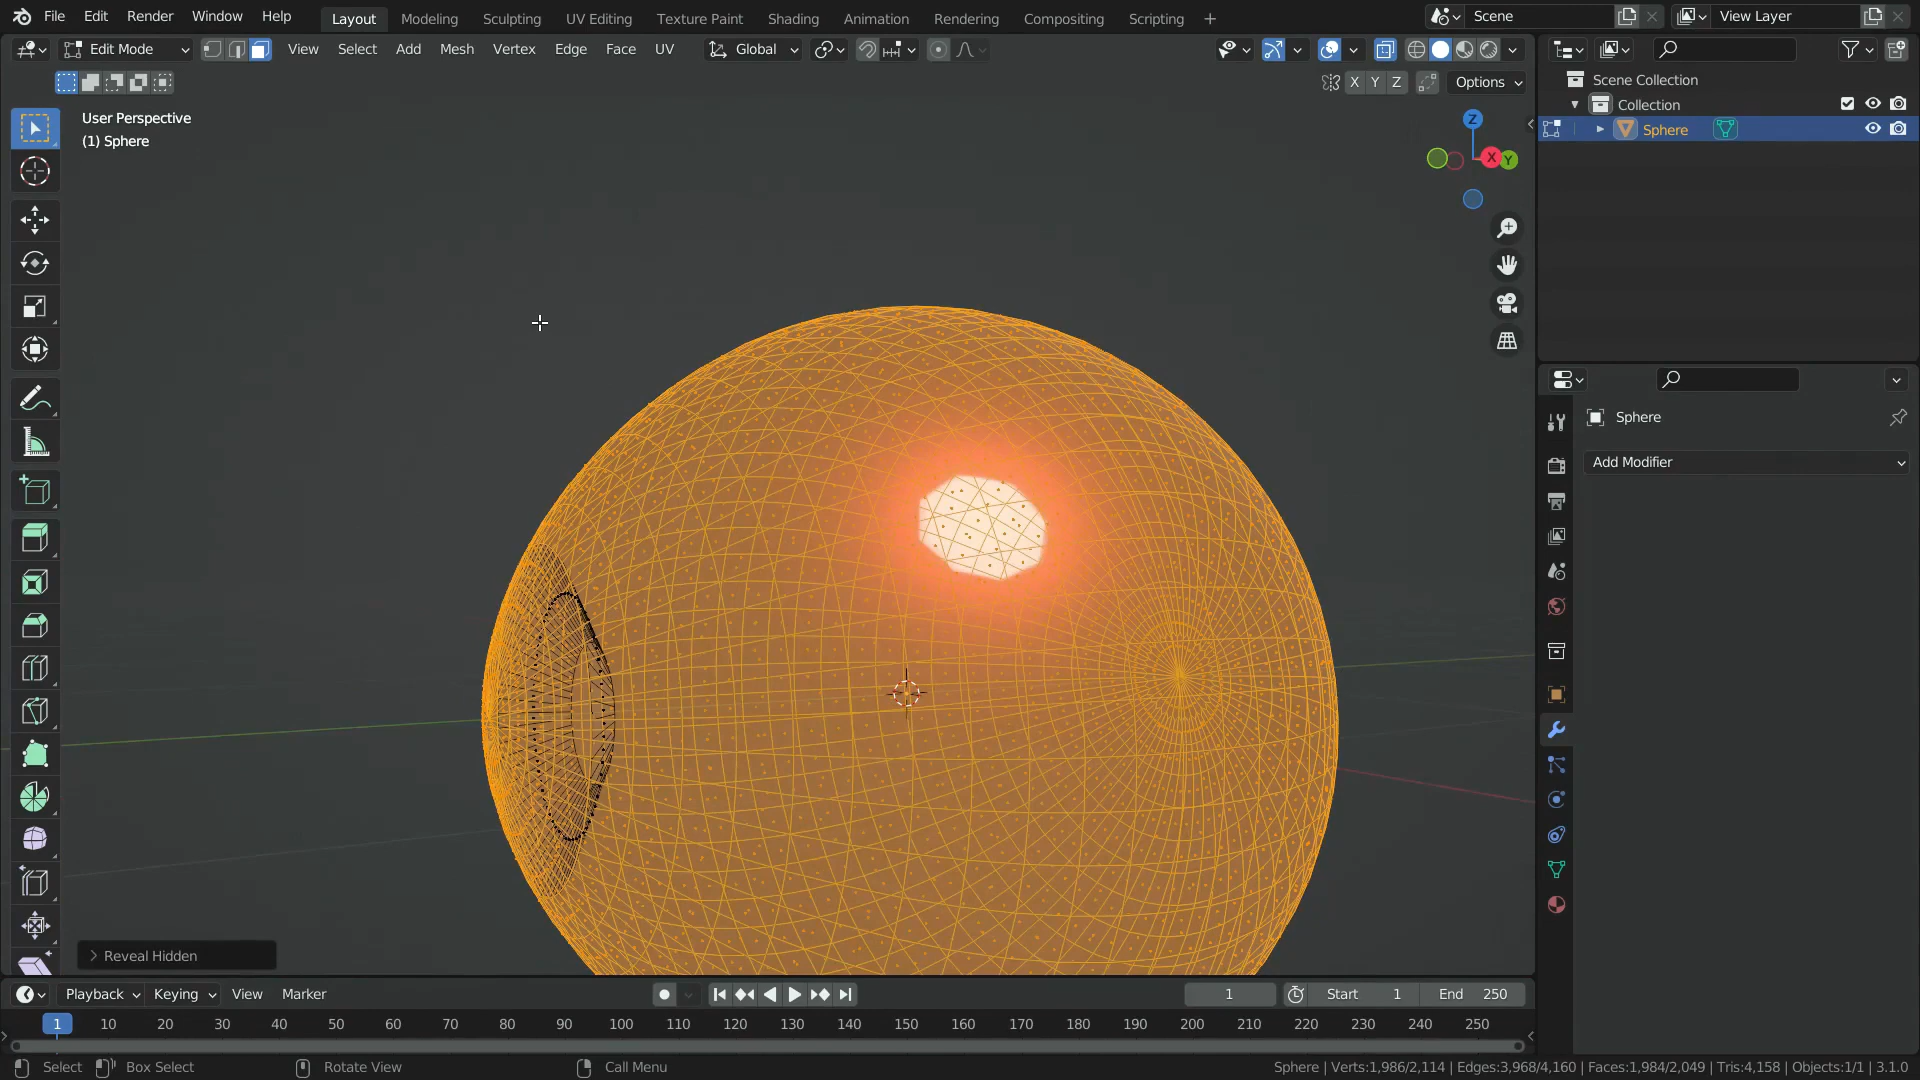 File Edit Render Window Help Layout Modeling Sculpting UV Editing Texture Paint Shading Animation Rendering Compositing Scripting + Scene View Layer
Edit Mode View Select Add Mesh Vertex Edge Face UV Global
X Y Z Options
User Perspective
(1) Sphere
Z
X Y
Scene Collection
Collection
Sphere
Sphere
Add Modifier
Reveal Hidden
Playback Keying View Marker 1 Start 1 End 250
1 10 20 30 40 50 60 70 80 90 100 110 120 130 140 150 160 170 180 190 200 210 220 230 240 250
Select Box Select Rotate View Call Menu Sphere | Verts:1,986/2,114 | Edges:3,968/4,160 | Faces:1,984/2,049 | Tris:4,158 | Objects:1/1 | 3.1.0